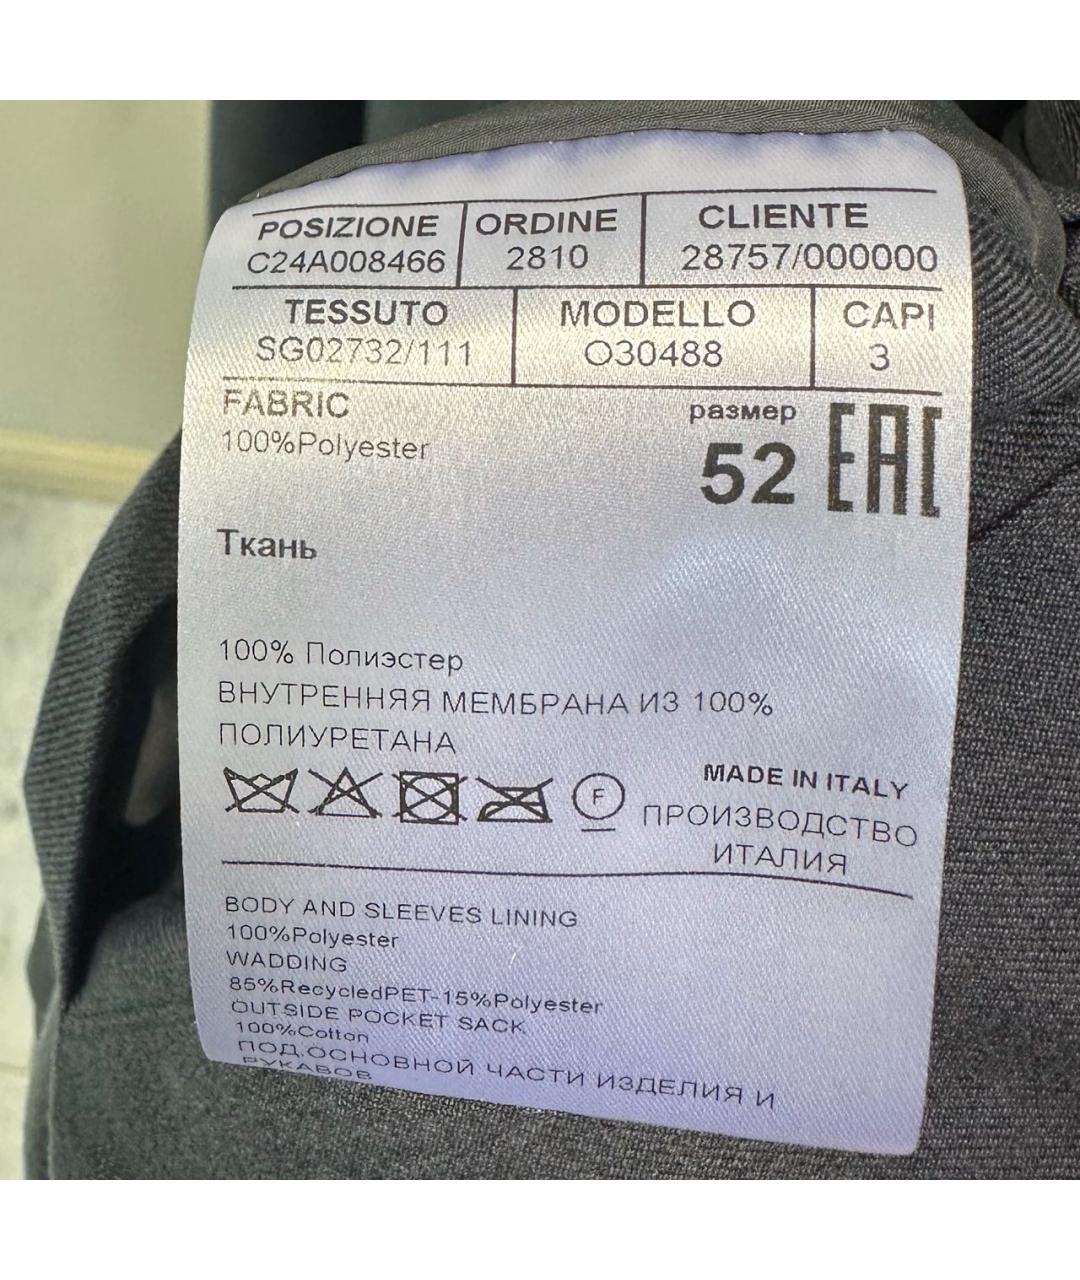 POSIZIONE ORDINE CLIENTE
C24A008466 2810 28757/000000
TESSUTO MODELLO CAPI
SG02732/111 O30488 3
FABRIC размер EAC
100%Polyester 52
Ткань
100% Полиэстер
ВНУТРЕННЯЯ МЕМБРАНА ИЗ 100%
ПОЛИУРЕТАНА
F MADE IN ITALY
ПРОИЗВОДСТВО
ИТАЛИЯ
BODY AND SLEEVES LINING
100%Polyester
WADDING
85%RecycledPET-15%Polyester
OUTSIDE POCKET SACK
100%Cotton
ПОД.ОСНОВНОЙ ЧАСТИ ИЗДЕЛИЯ И
РУКАВОВ